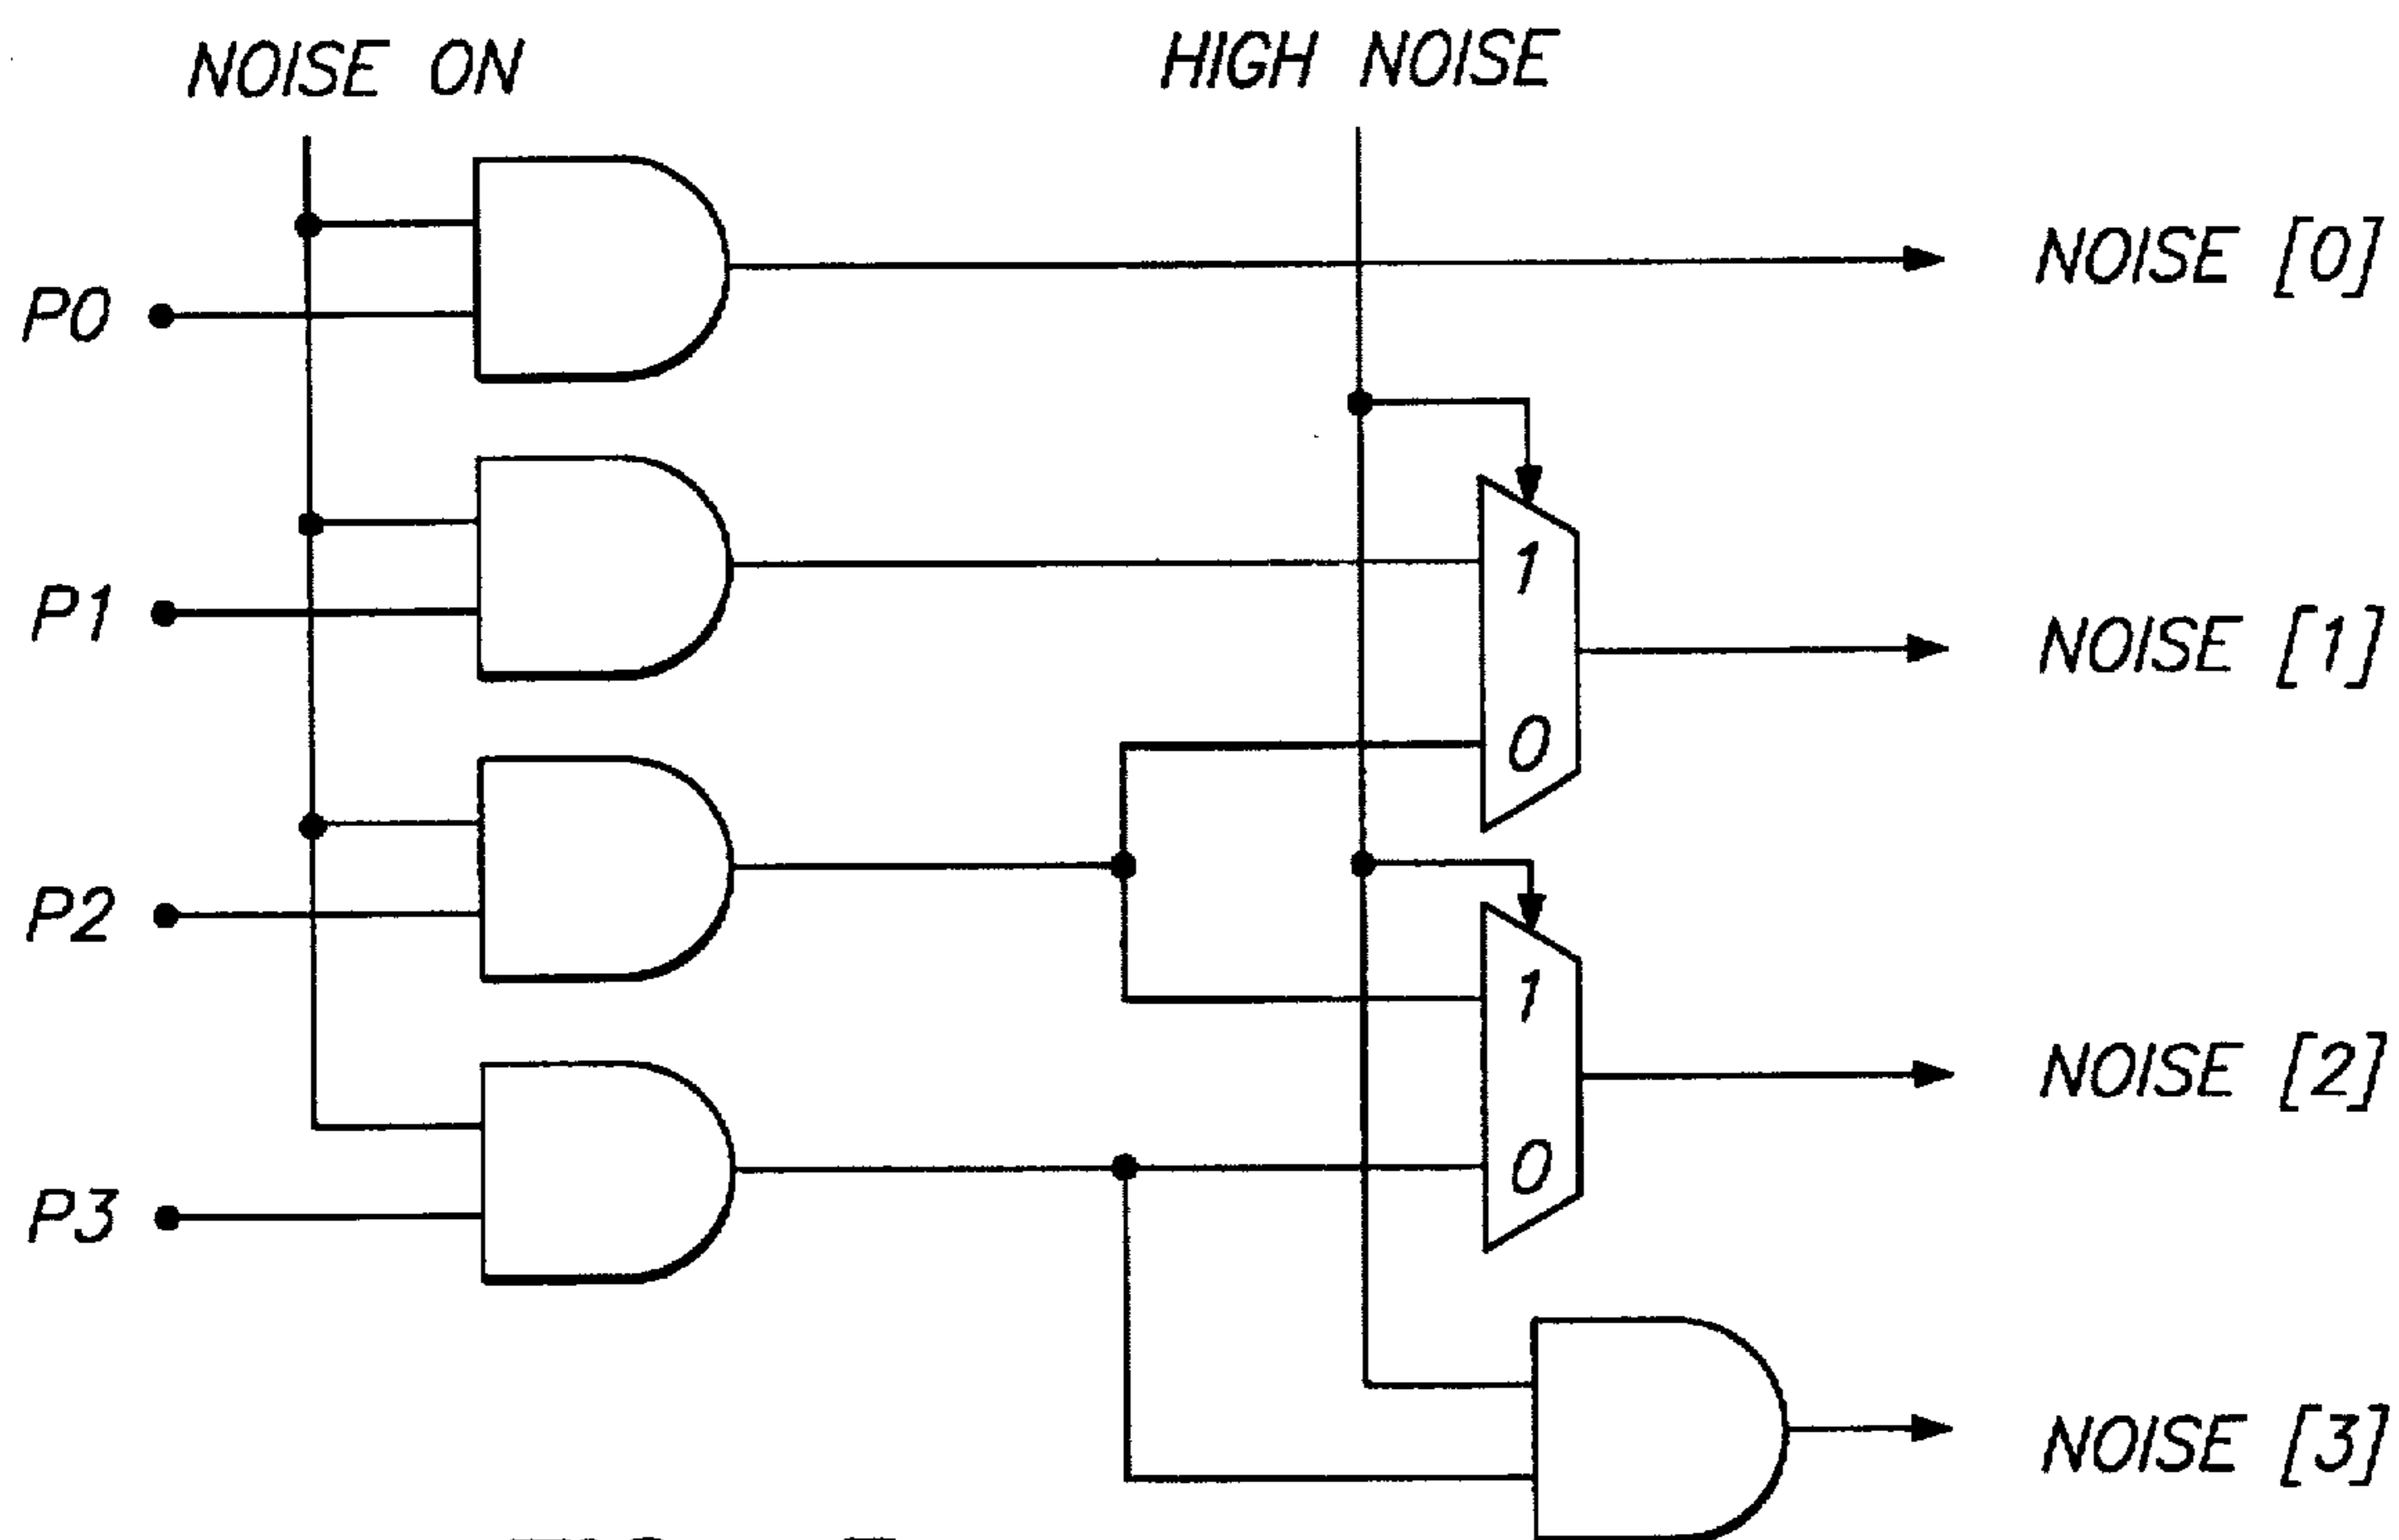 NOISE ON
HIGH NOISE
NOISE [0]
P0
1
P1
NOISE [1]
0
P2
1
NOISE [2]
0
P3
NOISE [3]